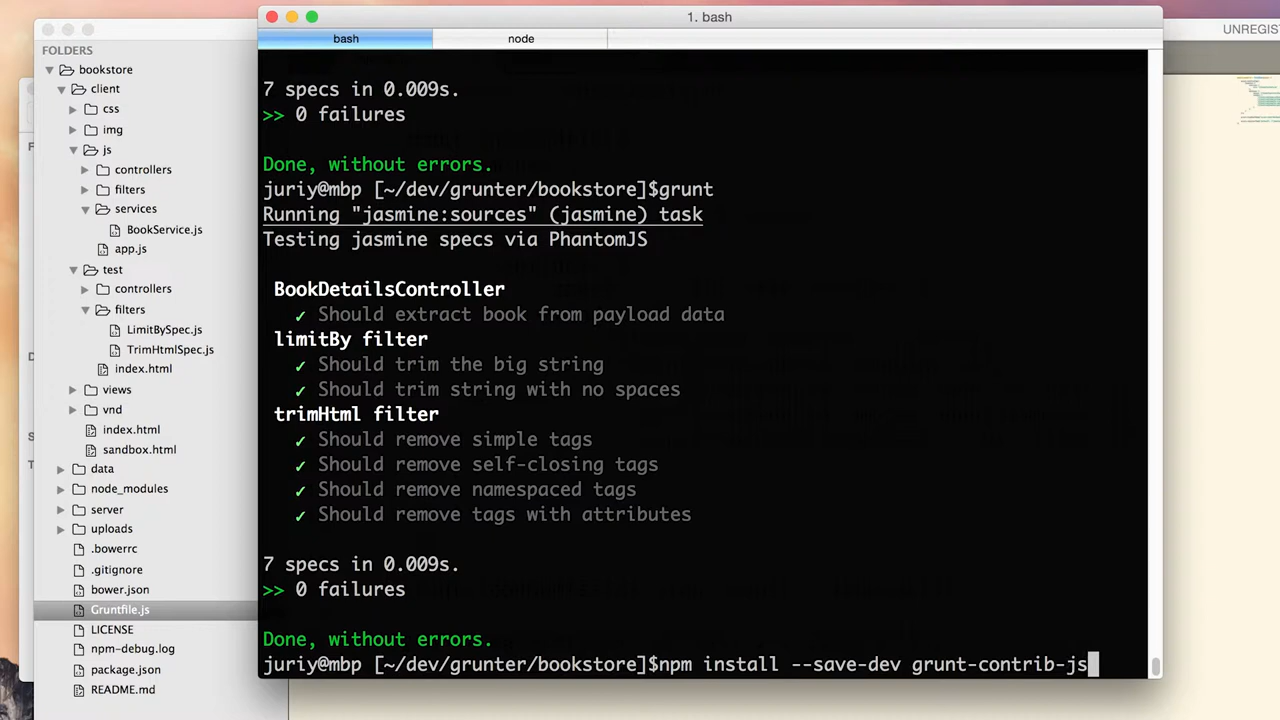 1. bash
bash
node
UNREGIS
FOLDERS
bookstore
client
css
img
js
controllers
filters
services
BookService.js
app.js
test
controllers
filters
LimitBySpec.js
TrimHtmlSpec.js
index.html
views
vnd
index.html
sandbox.html
data
node_modules
server
uploads
.bowerrc
.gitignore
bower.json
Gruntfile.js
LICENSE
npm-debug.log
package.json
README.md
7 specs in 0.009s.
>> 0 failures
Done, without errors.
juriy@mbp [~/dev/grunter/bookstore]$grunt
Running "jasmine:sources" (jasmine) task
Testing jasmine specs via PhantomJS
BookDetailsController
✓ Should extract book from payload data
limitBy filter
✓ Should trim the big string
✓ Should trim string with no spaces
trimHtml filter
✓ Should remove simple tags
✓ Should remove self-closing tags
✓ Should remove namespaced tags
✓ Should remove tags with attributes
7 specs in 0.009s.
>> 0 failures
Done, without errors.
juriy@mbp [~/dev/grunter/bookstore]$npm install --save-dev grunt-contrib-js